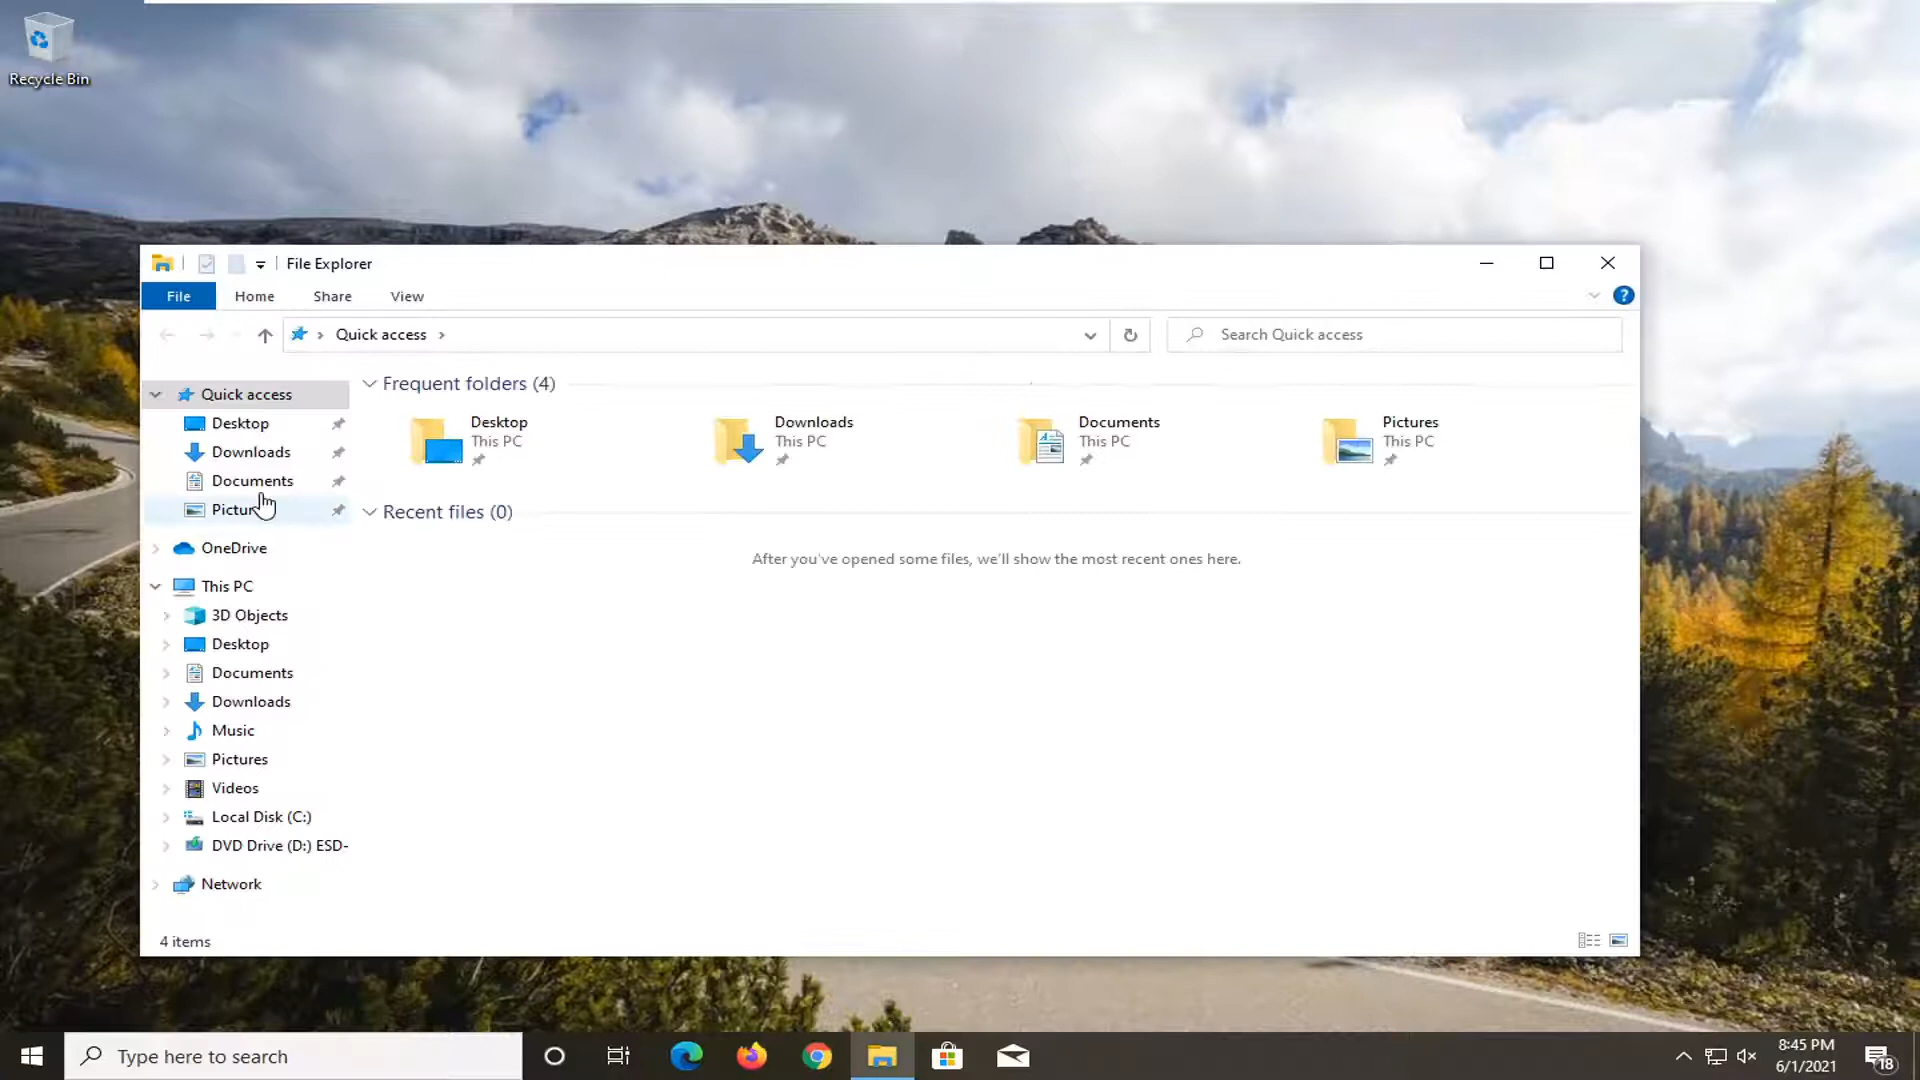 Recycle Bin
File Explorer
File Home Share View
Quick access
Search Quick access
Quick access
Desktop
Downloads
Documents
Pictur
OneDrive
This PC
3D Objects
Desktop
Documents
Downloads
Music
Pictures
Videos
Local Disk (C:)
DVD Drive (D:) ESD-
Network
Frequent folders (4)
Desktop
This PC
Downloads
This PC
Documents
This PC
Pictures
This PC
Recent files (0)
After you've opened some files, we'll show the most recent ones here.
4 items
Type here to search
8:45 PM
6/1/2021
18